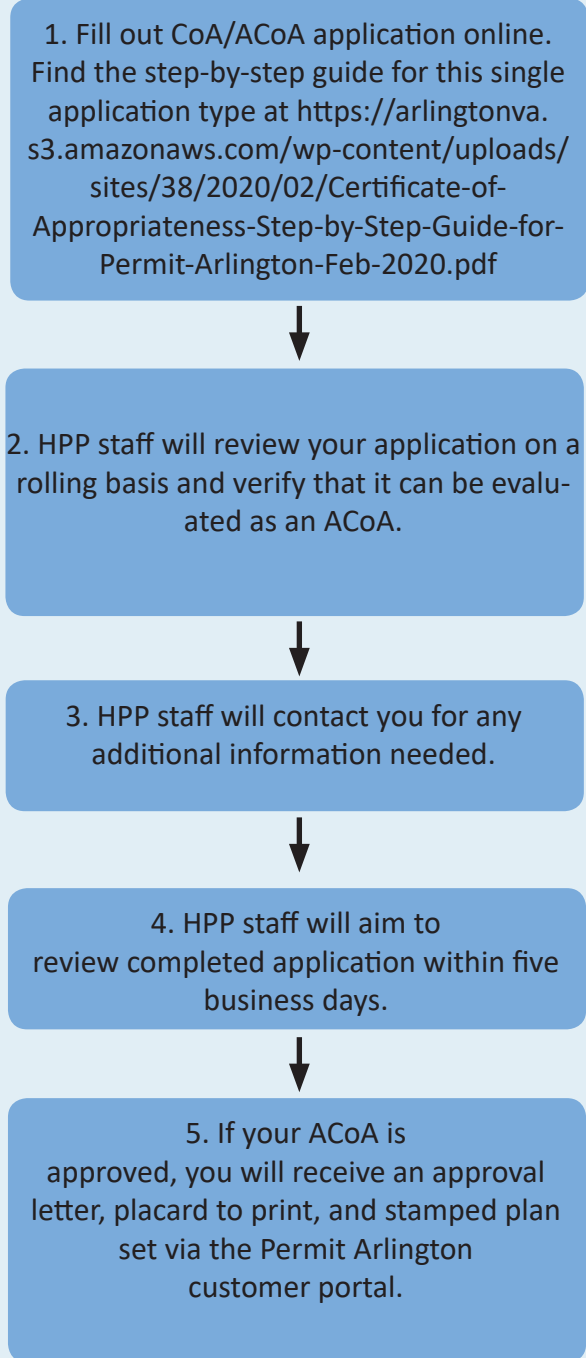 1. Fill out CoA/ACoA application online.
Find the step-by-step guide for this single
application type at https://arlingtonva.
s3.amazonaws.com/wp-content/uploads/
sites/38/2020/02/Certificate-of-
Appropriateness-Step-by-Step-Guide-for-
Permit-Arlington-Feb-2020.pdf
2. HPP staff will review your application on a
rolling basis and verify that it can be evalu-
ated as an ACoA.
3. HPP staff will contact you for any
additional information needed.
4. HPP staff will aim to
review completed application within five
business days.
5. If your ACoA is
approved, you will receive an approval
letter, placard to print, and stamped plan
set via the Permit Arlington
customer portal.